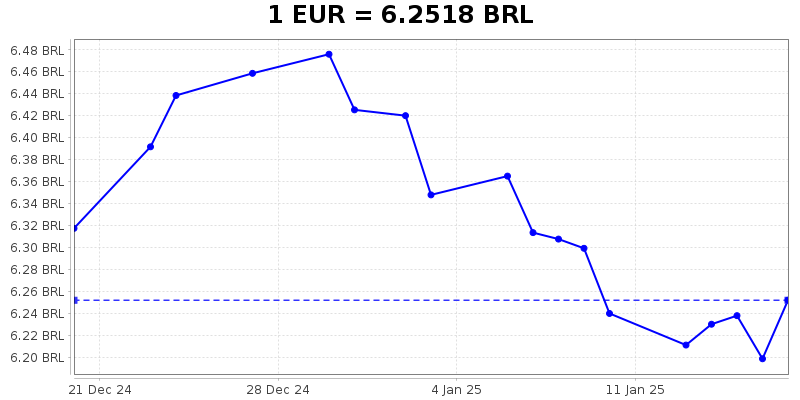 1 EUR = 6.2518 BRL
6.48 BRL
6.46 BRL
6.44 BRL
6.42 BRL
6.40 BRL
6.38 BRL
6.36 BRL
6.34 BRL
6.32 BRL
6.30 BRL
6.28 BRL
6.26 BRL
6.24 BRL
6.22 BRL
6.20 BRL
21 Dec 24 28 Dec 24 4 Jan 25 11 Jan 25